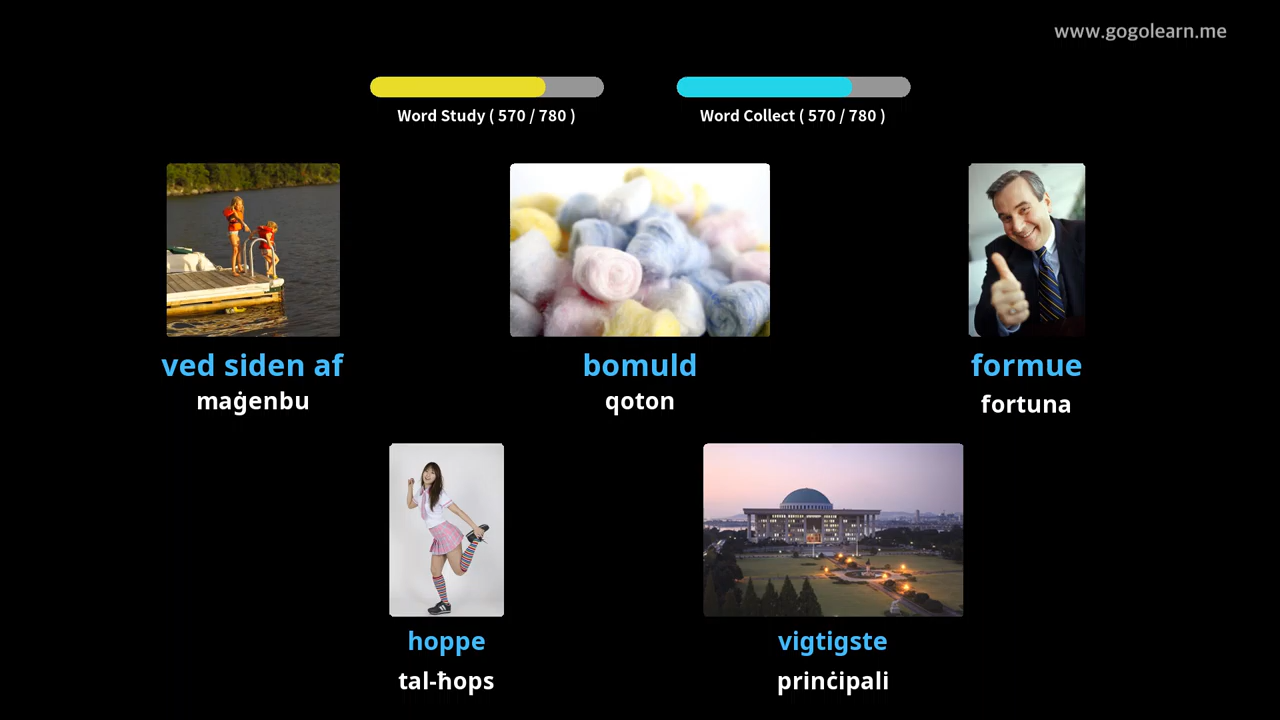 www.gogolearn.me
Word Study ( 570 / 780 )
Word Collect ( 570 / 780 )
ved siden af
maġenbu
bomuld
qoton
formue
fortuna
hoppe
tal-ħops
vigtigste
prinċipali